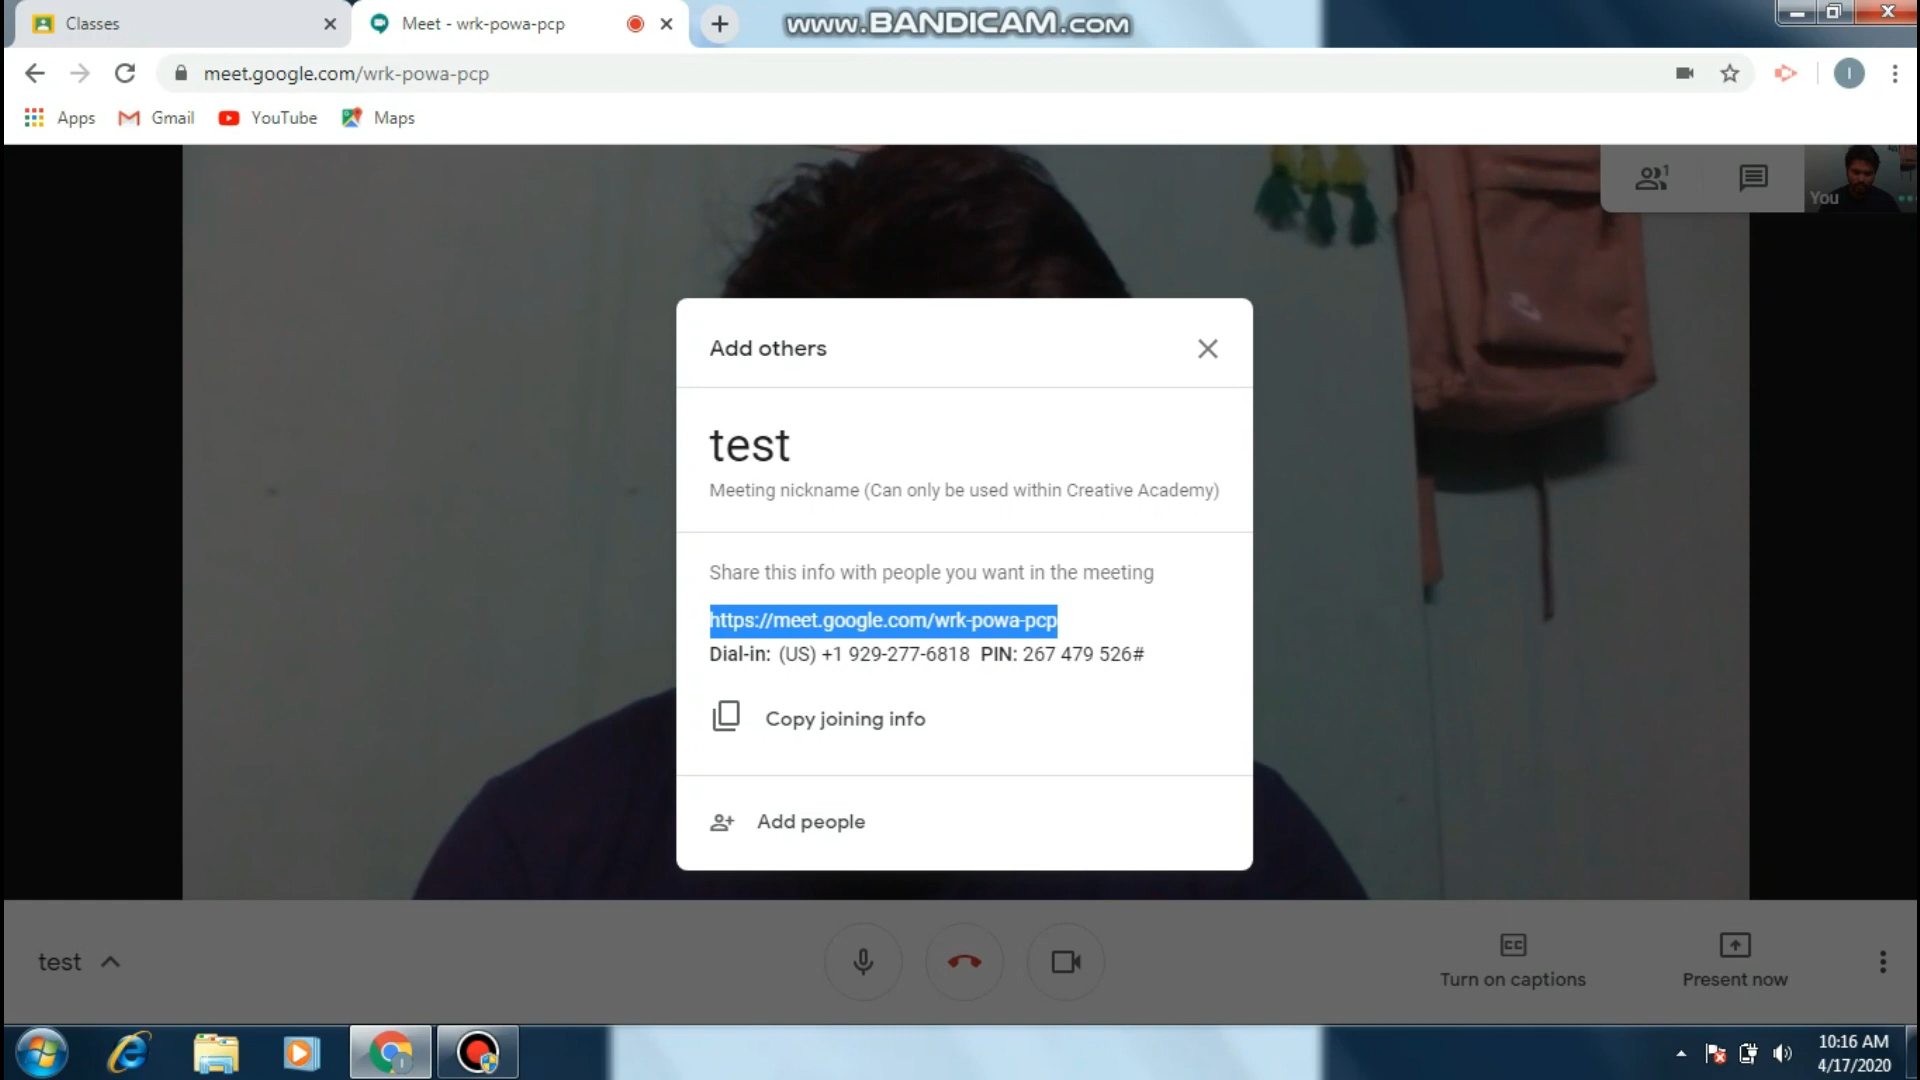 Classes
Meet - wrk-powa-pcp
www.BANDICAM.com
meet.google.com/wrk-powa-pcp
I
Apps
Gmail
YouTube
Maps
1
You
Add others
test
Meeting nickname (Can only be used within Creative Academy)
Share this info with people you want in the meeting
https://meet.google.com/wrk-powa-pcp
Dial-in: (US) +1 929-277-6818 PIN: 267 479 526#
Copy joining info
Add people
test
CC
Turn on captions
Present now
10:16 AM
4/17/2020